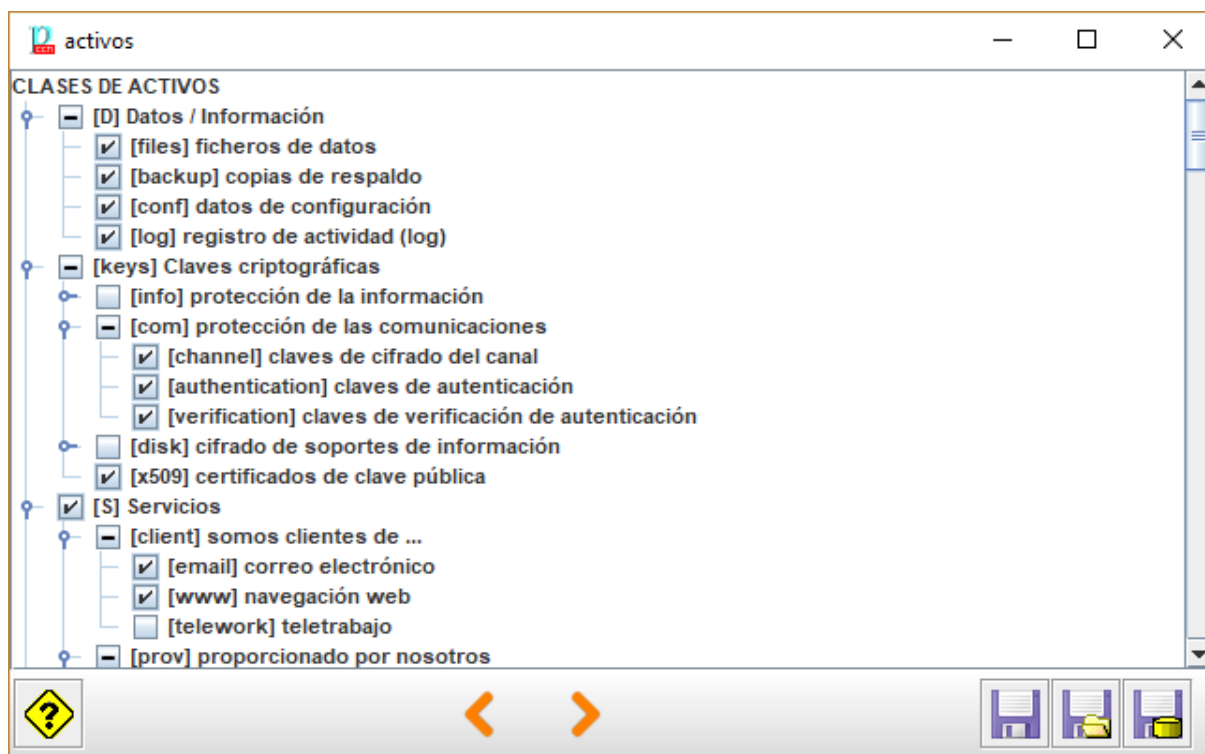 activos
CLASES DE ACTIVOS
[D] Datos / Información
[files] ficheros de datos
[backup] copias de respaldo
[conf] datos de configuración
[log] registro de actividad (log)
[keys] Claves criptográficas
[info] protección de la información
[com] protección de las comunicaciones
[channel] claves de cifrado del canal
[authentication] claves de autenticación
[verification] claves de verificación de autenticación
[disk] cifrado de soportes de información
[x509] certificados de clave pública
[S] Servicios
[client] somos clientes de ...
[email] correo electrónico
[www] navegación web
[telework] teletrabajo
[prov] proporcionado por nosotros